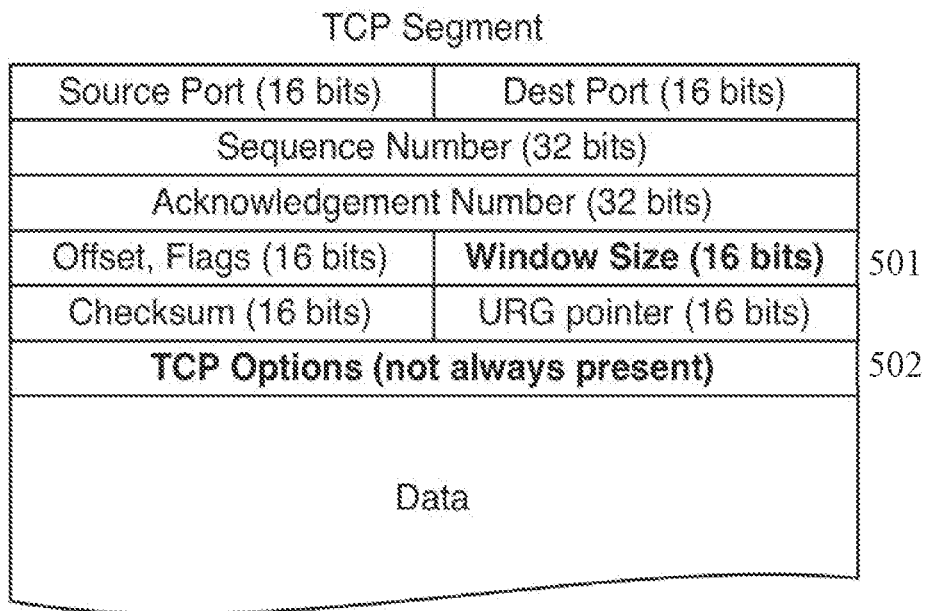 TCP Segment
Source Port (16 bits) Dest Port (16 bits)
Sequence Number (32 bits)
Acknowledgement Number (32 bits)
Offset, Flags (16 bits) Window Size (16 bits) 501
Checksum (16 bits) URG pointer (16 bits)
TCP Options (not always present) 502
Data